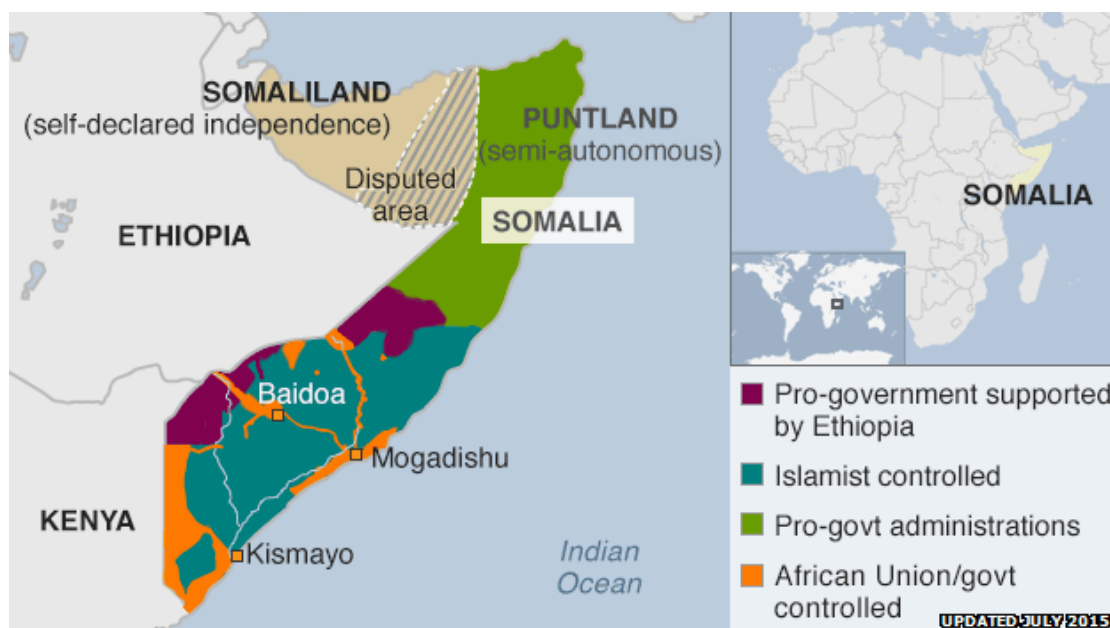 SOMALILAND
(self-declared independence)
PUNTLAND
(semi-autonomous)
Disputed
area
SOMALIA
ETHIOPIA
Baidoa
Mogadishu
KENYA
Kismayo
Indian
Ocean
SOMALIA
Pro-government supported
by Ethiopia
Islamist controlled
Pro-govt administrations
African Union/govt
controlled
UPDATED JULY 2015